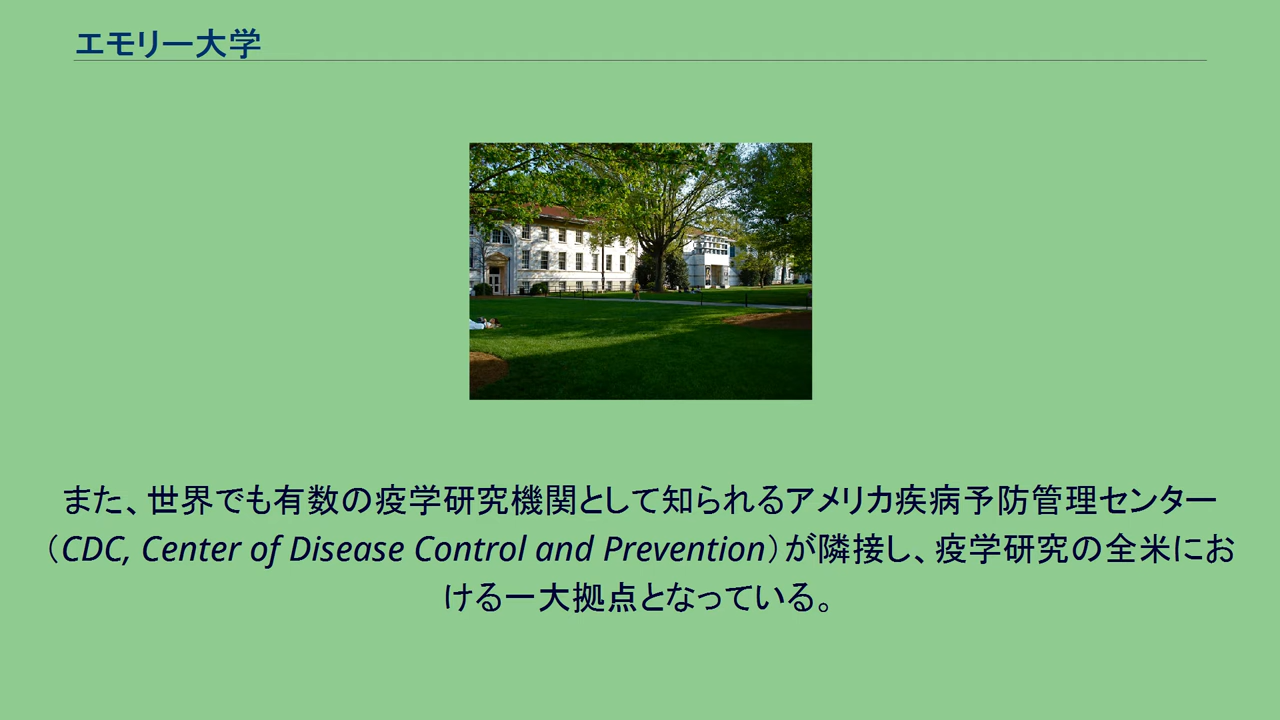 エモリー大学
また、世界でも有数の疫学研究機関として知られるアメリカ疾病予防管理センター
（CDC, Center of Disease Control and Prevention）が隣接し、疫学研究の全米にお
ける一大拠点となっている。